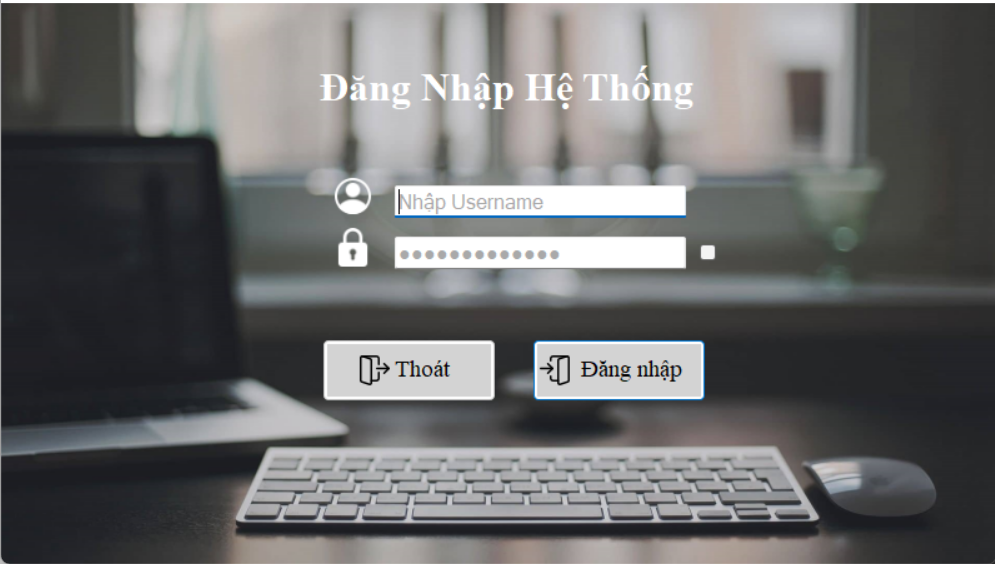 Đăng Nhập Hệ Thống
Nhập Username
●●●●●●●●●●●●●
Thoát
Đăng nhập